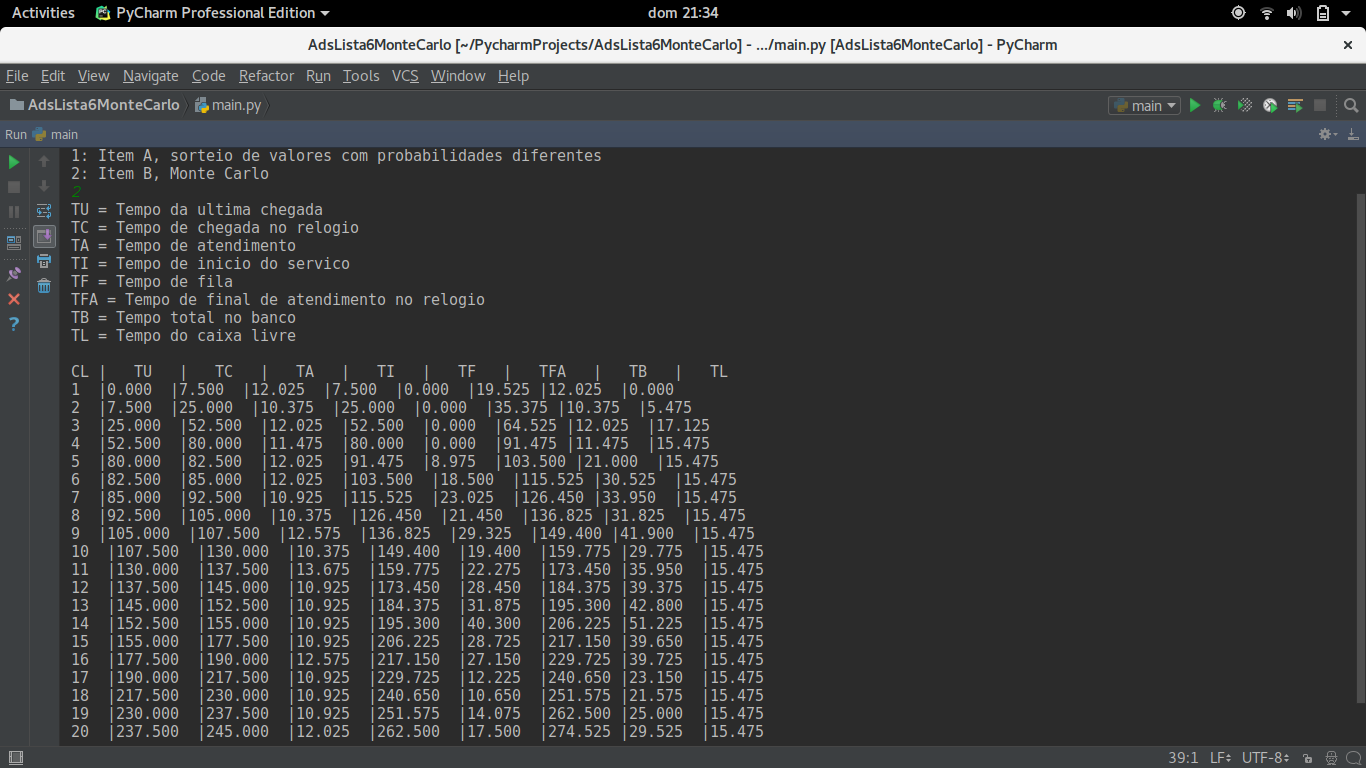 Activities PyCharm Professional Edition dom 21:34
AdsLista6MonteCarlo [~/PycharmProjects/AdsLista6MonteCarlo] - .../main.py [AdsLista6MonteCarlo] - PyCharm
File Edit View Navigate Code Refactor Run Tools VCS Window Help
AdsLista6MonteCarlo main.py main
Run main
1: Item A, sorteio de valores com probabilidades diferentes
2: Item B, Monte Carlo
2
TU = Tempo da ultima chegada
TC = Tempo de chegada no relogio
TA = Tempo de atendimento
TI = Tempo de inicio do servico
TF = Tempo de fila
TFA = Tempo de final de atendimento no relogio
TB = Tempo total no banco
TL = Tempo do caixa livre
CL | TU | TC | TA | TI | TF | TFA | TB | TL
1 |0.000 |7.500 |12.025 |7.500 |0.000 |19.525 |12.025 |0.000
2 |7.500 |25.000 |10.375 |25.000 |0.000 |35.375 |10.375 |5.475
3 |25.000 |52.500 |12.025 |52.500 |0.000 |64.525 |12.025 |17.125
4 |52.500 |80.000 |11.475 |80.000 |0.000 |91.475 |11.475 |15.475
5 |80.000 |82.500 |12.025 |91.475 |8.975 |103.500 |21.000 |15.475
6 |82.500 |85.000 |12.025 |103.500 |18.500 |115.525 |30.525 |15.475
7 |85.000 |92.500 |10.925 |115.525 |23.025 |126.450 |33.950 |15.475
8 |92.500 |105.000 |10.375 |126.450 |21.450 |136.825 |31.825 |15.475
9 |105.000 |107.500 |12.575 |136.825 |29.325 |149.400 |41.900 |15.475
10 |107.500 |130.000 |10.375 |149.400 |19.400 |159.775 |29.775 |15.475
11 |130.000 |137.500 |13.675 |159.775 |22.275 |173.450 |35.950 |15.475
12 |137.500 |145.000 |10.925 |173.450 |28.450 |184.375 |39.375 |15.475
13 |145.000 |152.500 |10.925 |184.375 |31.875 |195.300 |42.800 |15.475
14 |152.500 |155.000 |10.925 |195.300 |40.300 |206.225 |51.225 |15.475
15 |155.000 |177.500 |10.925 |206.225 |28.725 |217.150 |39.650 |15.475
16 |177.500 |190.000 |12.575 |217.150 |27.150 |229.725 |39.725 |15.475
17 |190.000 |217.500 |10.925 |229.725 |12.225 |240.650 |23.150 |15.475
18 |217.500 |230.000 |10.925 |240.650 |10.650 |251.575 |21.575 |15.475
19 |230.000 |237.500 |10.925 |251.575 |14.075 |262.500 |25.000 |15.475
20 |237.500 |245.000 |12.025 |262.500 |17.500 |274.525 |29.525 |15.475
39:1 LF UTF-8